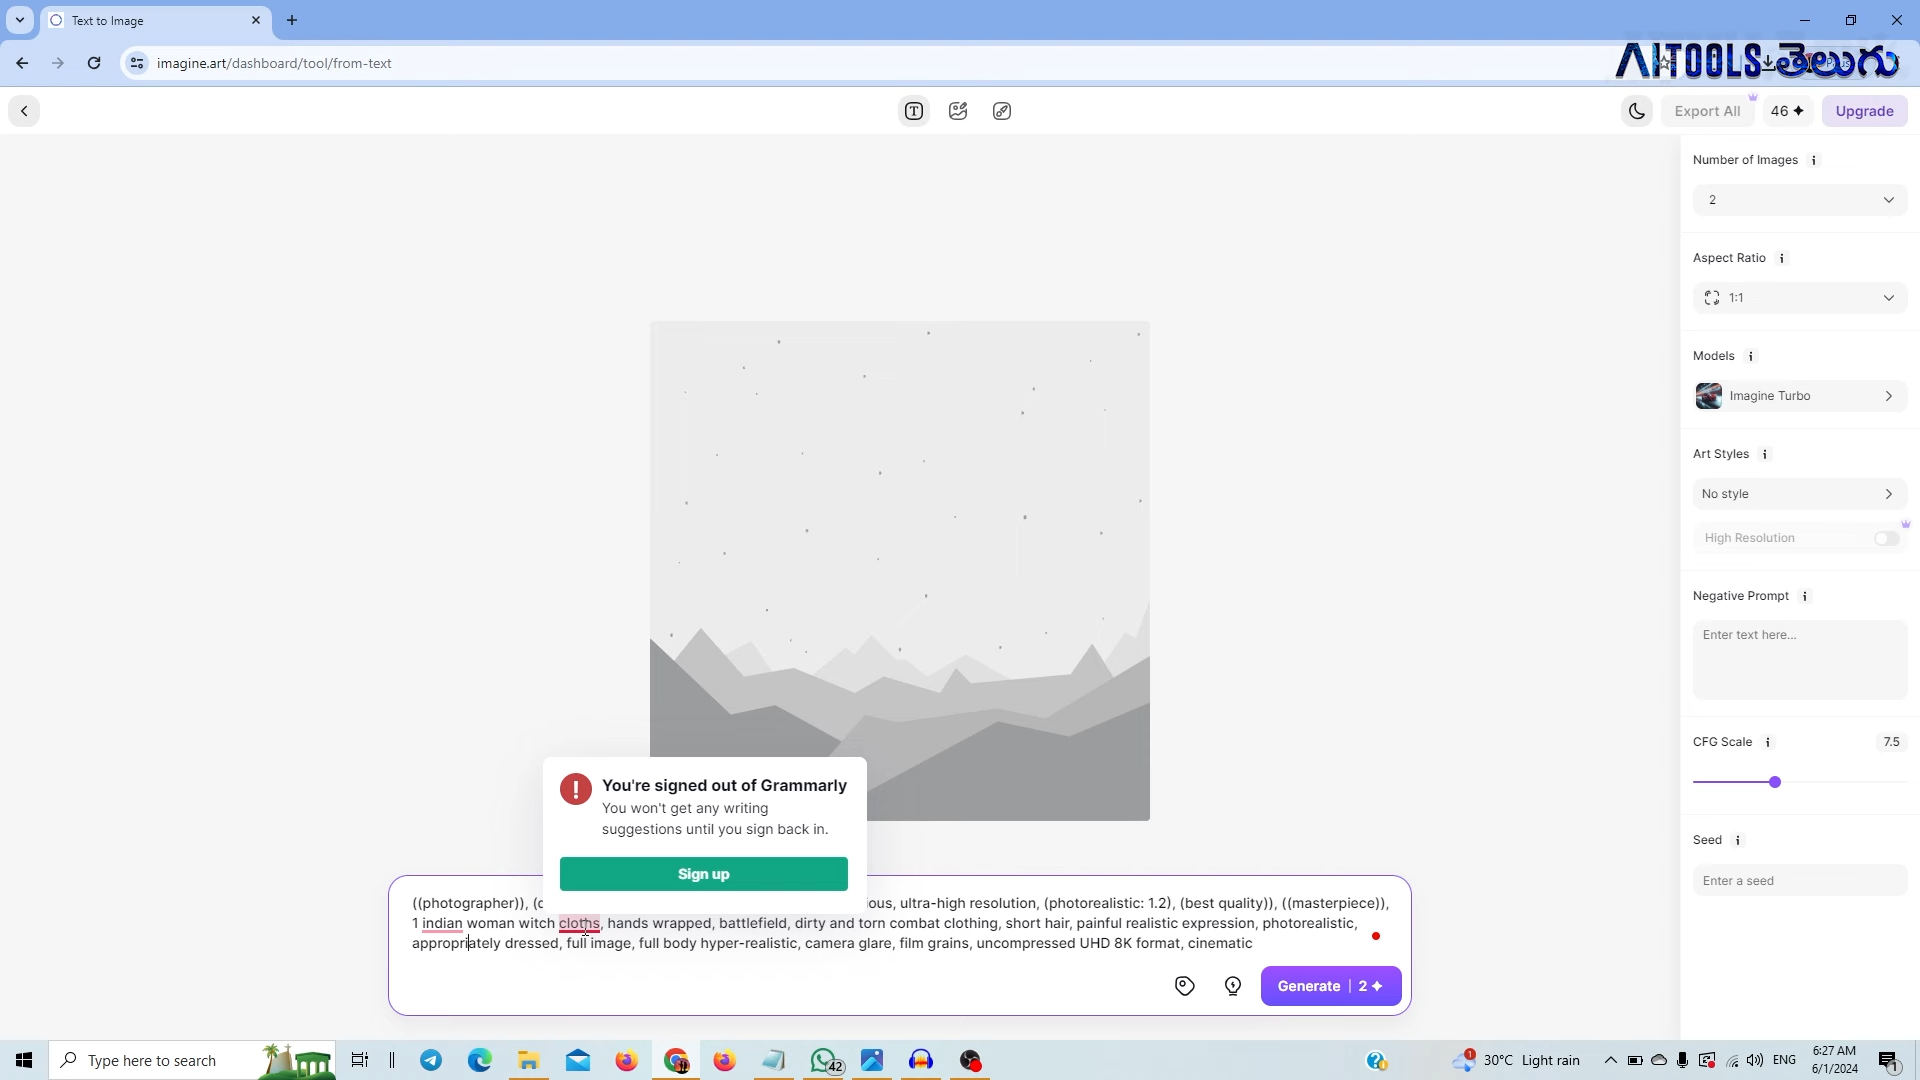 Text to Image
imagine.art/dashboard/tool/from-text
AITOOLS-తెలుగు
Export All
46
Upgrade
Number of Images
2
Aspect Ratio
1:1
Models
Imagine Turbo
Art Styles
No style
High Resolution
Negative Prompt
Enter text here...
CFG Scale
7.5
Seed
Enter a seed
You're signed out of Grammarly
You won't get any writing
suggestions until you sign back in.
Sign up
((photographer)), ious, ultra-high resolution, (photorealistic: 1.2), (best quality)), ((masterpiece)),
1 indian woman witch cloths, hands wrapped, battlefield, dirty and torn combat clothing, short hair, painful realistic expression, photorealistic,
appropriately dressed, full image, full body hyper-realistic, camera glare, film grains, uncompressed UHD 8K format, cinematic
Generate | 2
Type here to search
42
1
30°C Light rain
ENG
6:27 AM
6/1/2024
1